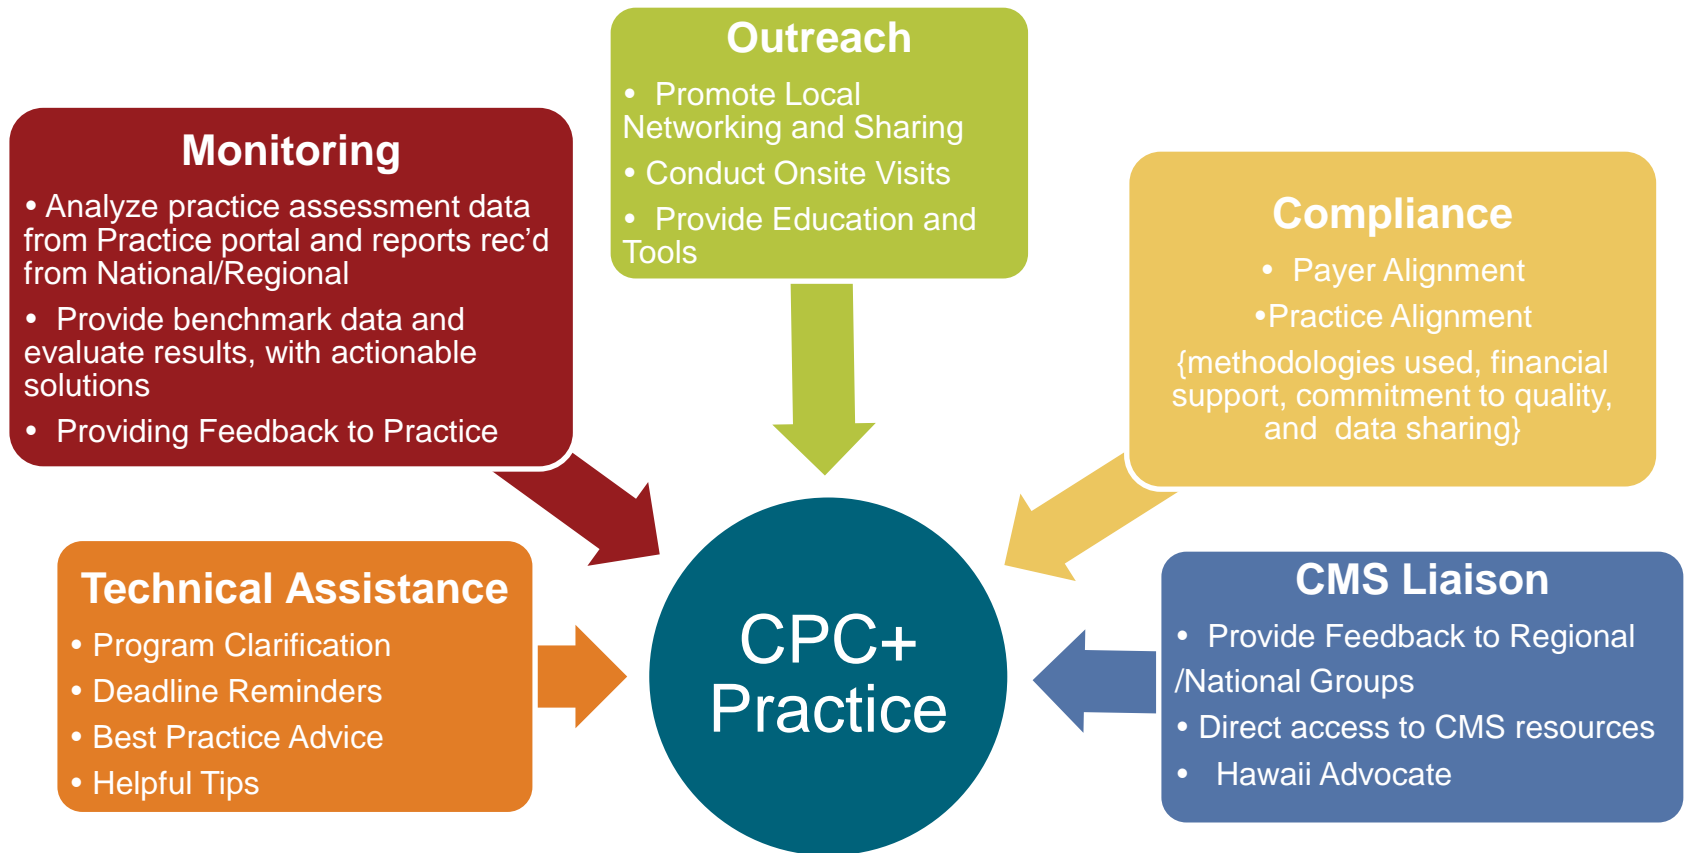 Outreach
• Promote Local
Networking and Sharing
• Conduct Onsite Visits
• Provide Education and
Tools
Monitoring
• Analyze practice assessment data
from Practice portal and reports rec’d
from National/Regional
• Provide benchmark data and
evaluate results, with actionable
solutions
• Providing Feedback to Practice
Compliance
• Payer Alignment
•Practice Alignment
{methodologies used, financial
support, commitment to quality,
and data sharing}
Technical Assistance
• Program Clarification
• Deadline Reminders
• Best Practice Advice
• Helpful Tips
CPC+
Practice
CMS Liaison
• Provide Feedback to Regional
/National Groups
• Direct access to CMS resources
• Hawaii Advocate